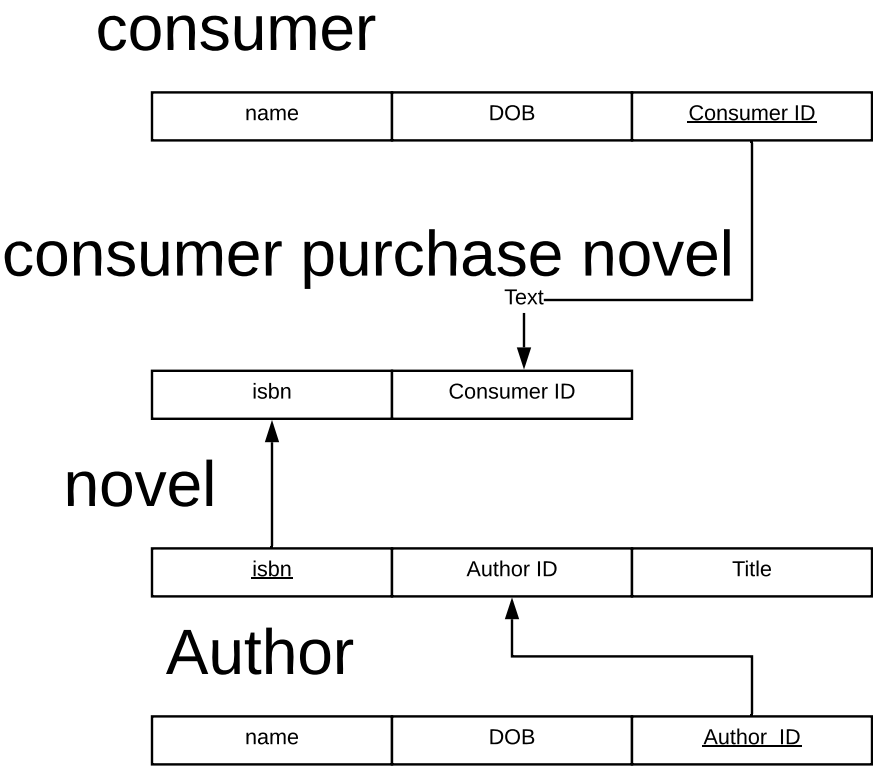 consumer
name DOB Consumer ID
consumer purchase novel
Text
isbn Consumer ID
novel
isbn Author ID Title
Author
name DOB Author_ID